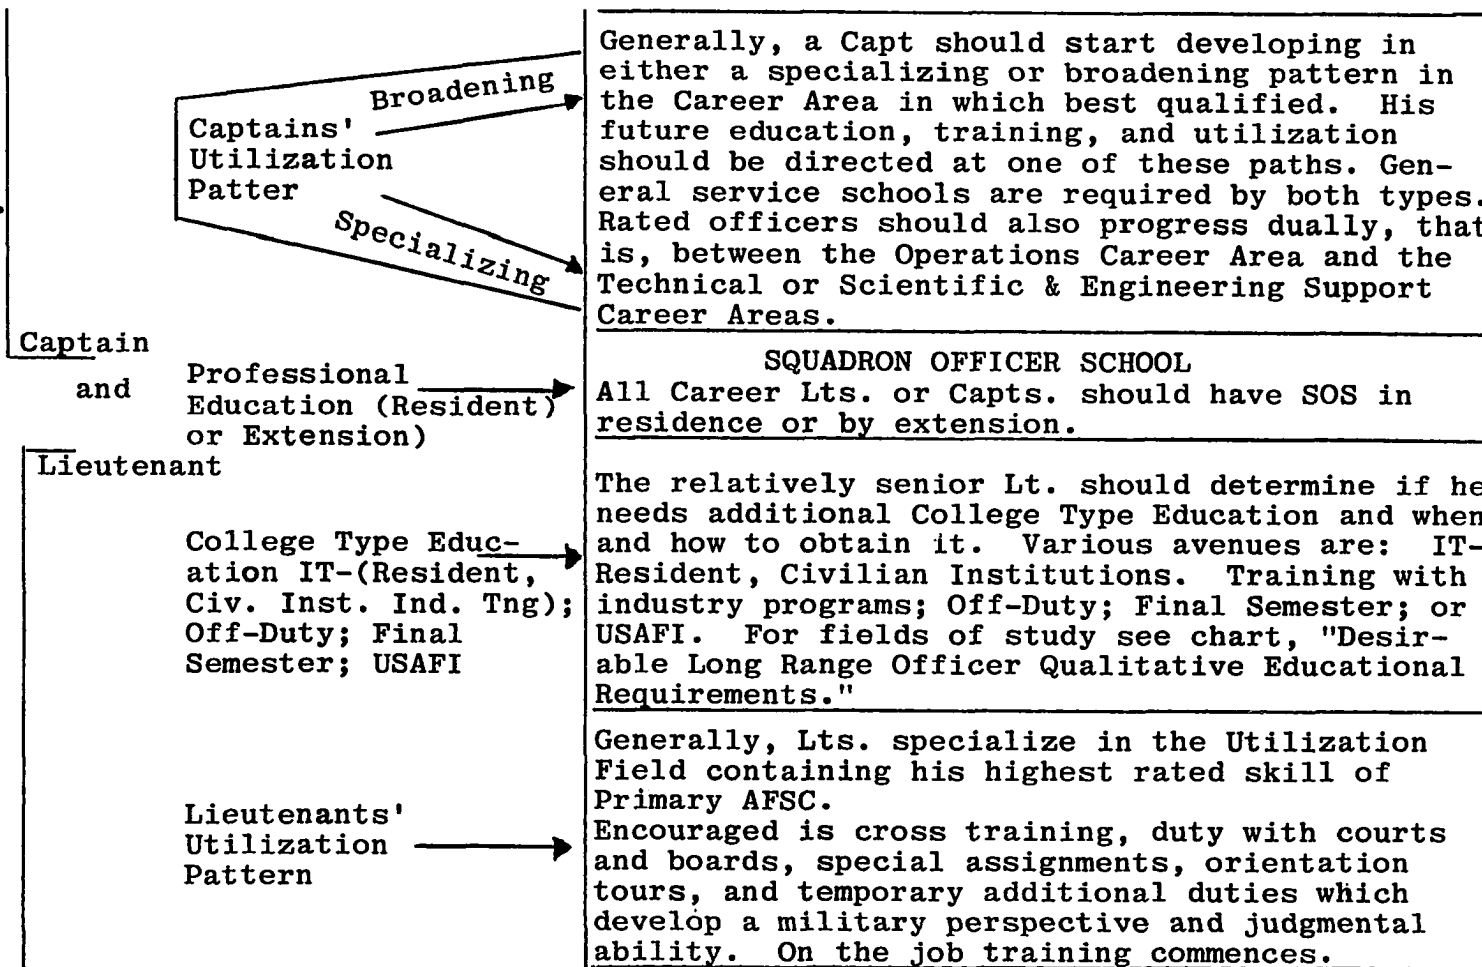 Generally, a Capt should start developing in
either a specializing or broadening pattern in
the Career Area in which best qualified. His
future education, training, and utilization
should be directed at one of these paths. Gen-
eral service schools are required by both types.
Rated officers should also progress dually, that
is, between the Operations Career Area and the
Technical or Scientific & Engineering Support
Career Areas.
Broadening
Captains'
Utilization
Patter
Specializing
Captain
and
Lieutenant
Professional
Education (Resident)
or Extension)
SQUADRON OFFICER SCHOOL
All Career Lts. or Capts. should have SOS in
residence or by extension.
College Type Educ-
ation IT-(Resident,
Civ. Inst. Ind. Tng);
Off-Duty; Final
Semester; USAFI
The relatively senior Lt. should determine if he
needs additional College Type Education and when
and how to obtain it. Various avenues are: IT-
Resident, Civilian Institutions. Training with
industry programs; Off-Duty; Final Semester; or
USAFI. For fields of study see chart, "Desir-
able Long Range Officer Qualitative Educational
Requirements."
Lieutenants'
Utilization
Pattern
Generally, Lts. specialize in the Utilization
Field containing his highest rated skill of
Primary AFSC.
Encouraged is cross training, duty with courts
and boards, special assignments, orientation
tours, and temporary additional duties which
develop a military perspective and judgmental
ability. On the job training commences.